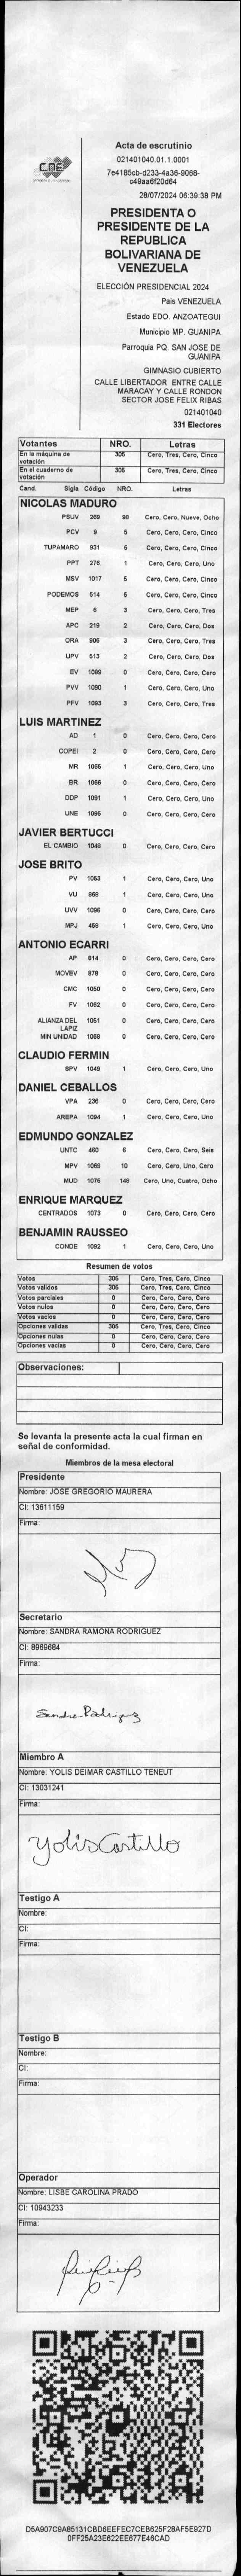 CNE
Acta de escrutinio
021401040.01.1.0001
7e4185cb-d233-4a36-9068-
c49aa6f20d64
28/07/2024 06:39:38 PM
PRESIDENTA O
PRESIDENTE DE LA
REPUBLICA
BOLIVARIANA DE
VENEZUELA
ELECCIÓN PRESIDENCIAL 2024
Pais VENEZUELA
Estado EDO. ANZOATEGUI
Municipio MP. GUANIPA
Parroquia PQ. SAN JOSE DE
GUANIPA
GIMNASIO CUBIERTO
CALLE LIBERTADOR ENTRE CALLE
MARACAY Y CALLE RONDON
SECTOR JOSE FELIX RIBAS
021401040
331 Electores
Votantes NRO. Letras
En la máquina de votación 305 Cero, Tres, Cero, Cinco
En el cuaderno de votación 305 Cero, Tres, Cero, Cinco
Cand. Sigla Código NRO. Letras
NICOLAS MADURO
PSUV 269 98 Cero, Cero, Nueve, Ocho
PCV 9 5 Cero, Cero, Cero, Cinco
TUPAMARO 931 5 Cero, Cero, Cero, Cinco
PPT 276 1 Cero, Cero, Cero, Uno
MSV 1017 5 Cero, Cero, Cero, Cinco
PODEMOS 514 5 Cero, Cero, Cero, Cinco
MEP 6 3 Cero, Cero, Cero, Tres
APC 219 2 Cero, Cero, Cero, Dos
ORA 905 3 Cero, Cero, Cero, Tres
UPV 513 2 Cero, Cero, Cero, Dos
EV 1089 0 Cero, Cero, Cero, Cero
PVV 1090 1 Cero, Cero, Cero, Uno
PFV 1093 3 Cero, Cero, Cero, Tres
LUIS MARTINEZ
AD 1 0 Cero, Cero, Cero, Cero
COPEI 2 0 Cero, Cero, Cero, Cero
MR 1065 1 Cero, Cero, Cero, Uno
BR 1066 0 Cero, Cero, Cero, Cero
DDP 1091 1 Cero, Cero, Cero, Uno
UNE 1095 0 Cero, Cero, Cero, Cero
JAVIER BERTUCCI
EL CAMBIO 1048 0 Cero, Cero, Cero, Cero
JOSE BRITO
PV 1053 1 Cero, Cero, Cero, Uno
VU 868 1 Cero, Cero, Cero, Uno
UVV 1096 0 Cero, Cero, Cero, Cero
MPJ 458 1 Cero, Cero, Cero, Uno
ANTONIO ECARRI
AP 814 0 Cero, Cero, Cero, Cero
MOVEV 878 0 Cero, Cero, Cero, Cero
CMC 1050 0 Cero, Cero, Cero, Cero
FV 1062 0 Cero, Cero, Cero, Cero
ALIANZA DEL LAPIZ 1051 0 Cero, Cero, Cero, Cero
MIN UNIDAD 1068 0 Cero, Cero, Cero, Cero
CLAUDIO FERMIN
SPV 1049 1 Cero, Cero, Cero, Uno
DANIEL CEBALLOS
VPA 236 0 Cero, Cero, Cero, Cero
AREPA 1094 1 Cero, Cero, Cero, Uno
EDMUNDO GONZALEZ
UNTC 460 6 Cero, Cero, Cero, Seis
MPV 1069 10 Cero, Cero, Uno, Cero
MUD 1075 148 Cero, Uno, Cuatro, Ocho
ENRIQUE MARQUEZ
CENTRADOS 1073 0 Cero, Cero, Cero, Cero
BENJAMIN RAUSSEO
CONDE 1092 1 Cero, Cero, Cero, Uno
Resumen de votos
Votos 305 Cero, Tres, Cero, Cinco
Votos validos 305 Cero, Tres, Cero, Cinco
Votos parciales 0 Cero, Cero, Cero, Cero
Votos nulos 0 Cero, Cero, Cero, Cero
Votos vacios 0 Cero, Cero, Cero, Cero
Opciones validas 305 Cero, Tres, Cero, Cinco
Opciones nulas 0 Cero, Cero, Cero, Cero
Opciones vacias 0 Cero, Cero, Cero, Cero
Observaciones:
Se levanta la presente acta la cual firman en
señal de conformidad.
Miembros de la mesa electoral
Presidente
Nombre: JOSE GREGORIO MAURERA
CI: 13611159
Firma:
Secretario
Nombre: SANDRA RAMONA RODRIGUEZ
CI: 8969684
Firma:
Sandra Rodriguez
Miembro A
Nombre: YOLIS DEIMAR CASTILLO TENEUT
CI: 13031241
Firma:
Yolis Castillo
Testigo A
Nombre:
CI:
Firma:
Testigo B
Nombre:
CI:
Firma:
Operador
Nombre: LISBE CAROLINA PRADO
CI: 10943233
Firma:
D5A907C9A85131CBD6EEFEC7CEB625F28AF5E927D
0FF25A23E622EE677E46CAD